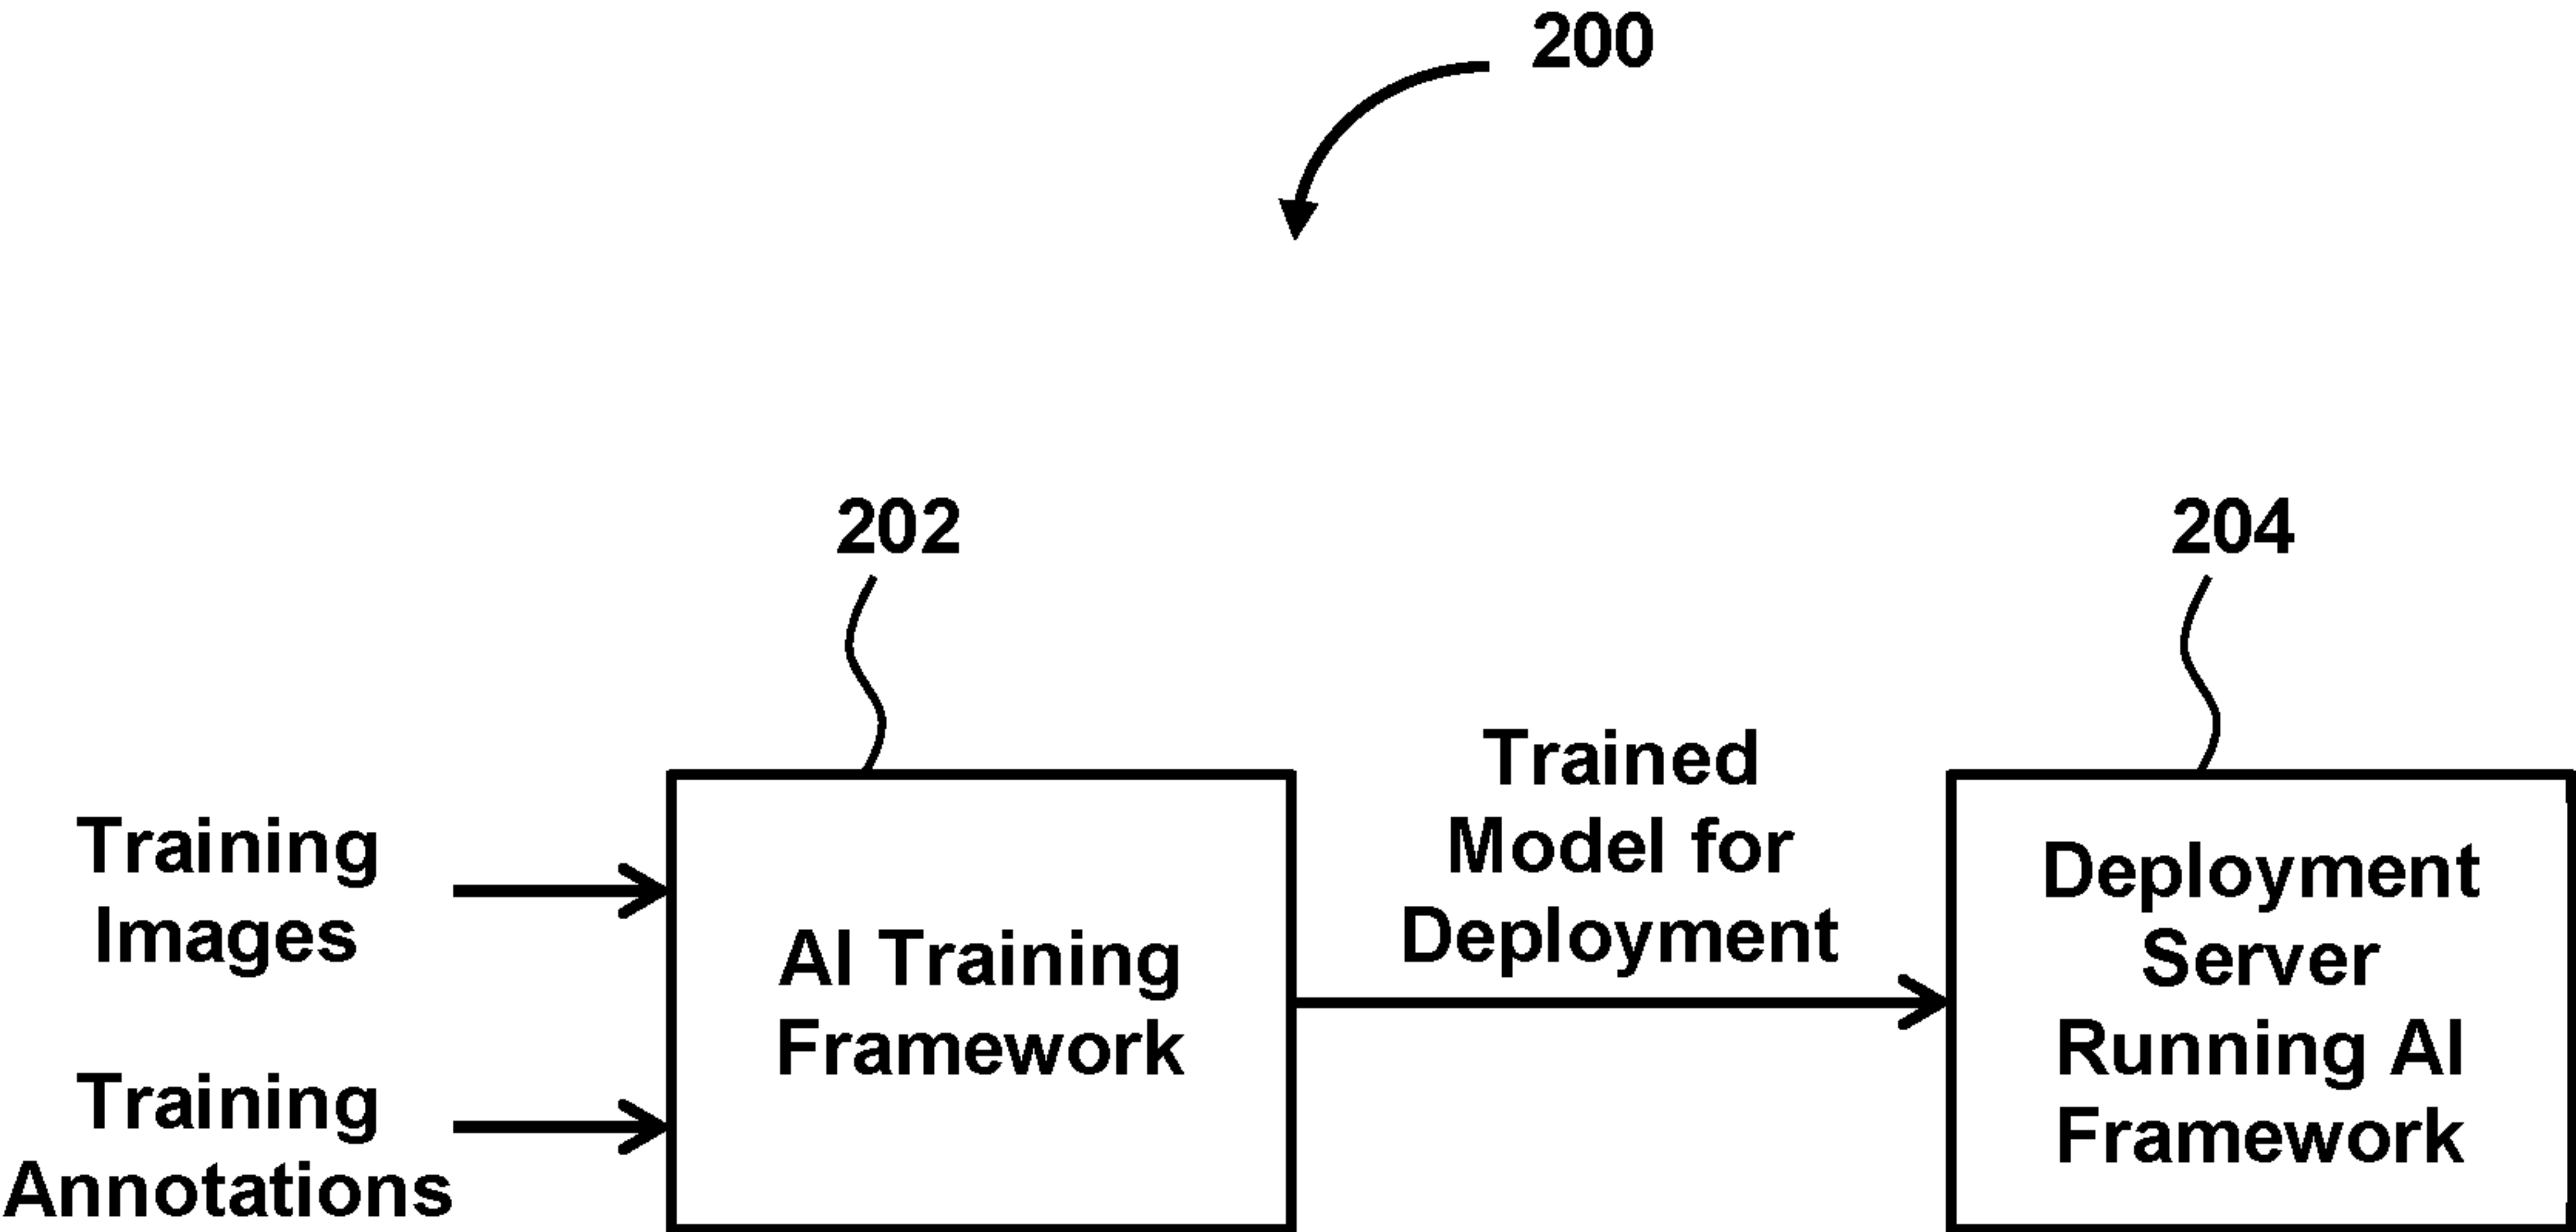 200
202
204
Training
Images
Training
Annotations
AI Training
Framework
Trained
Model for
Deployment
Deployment
Server
Running AI
Framework